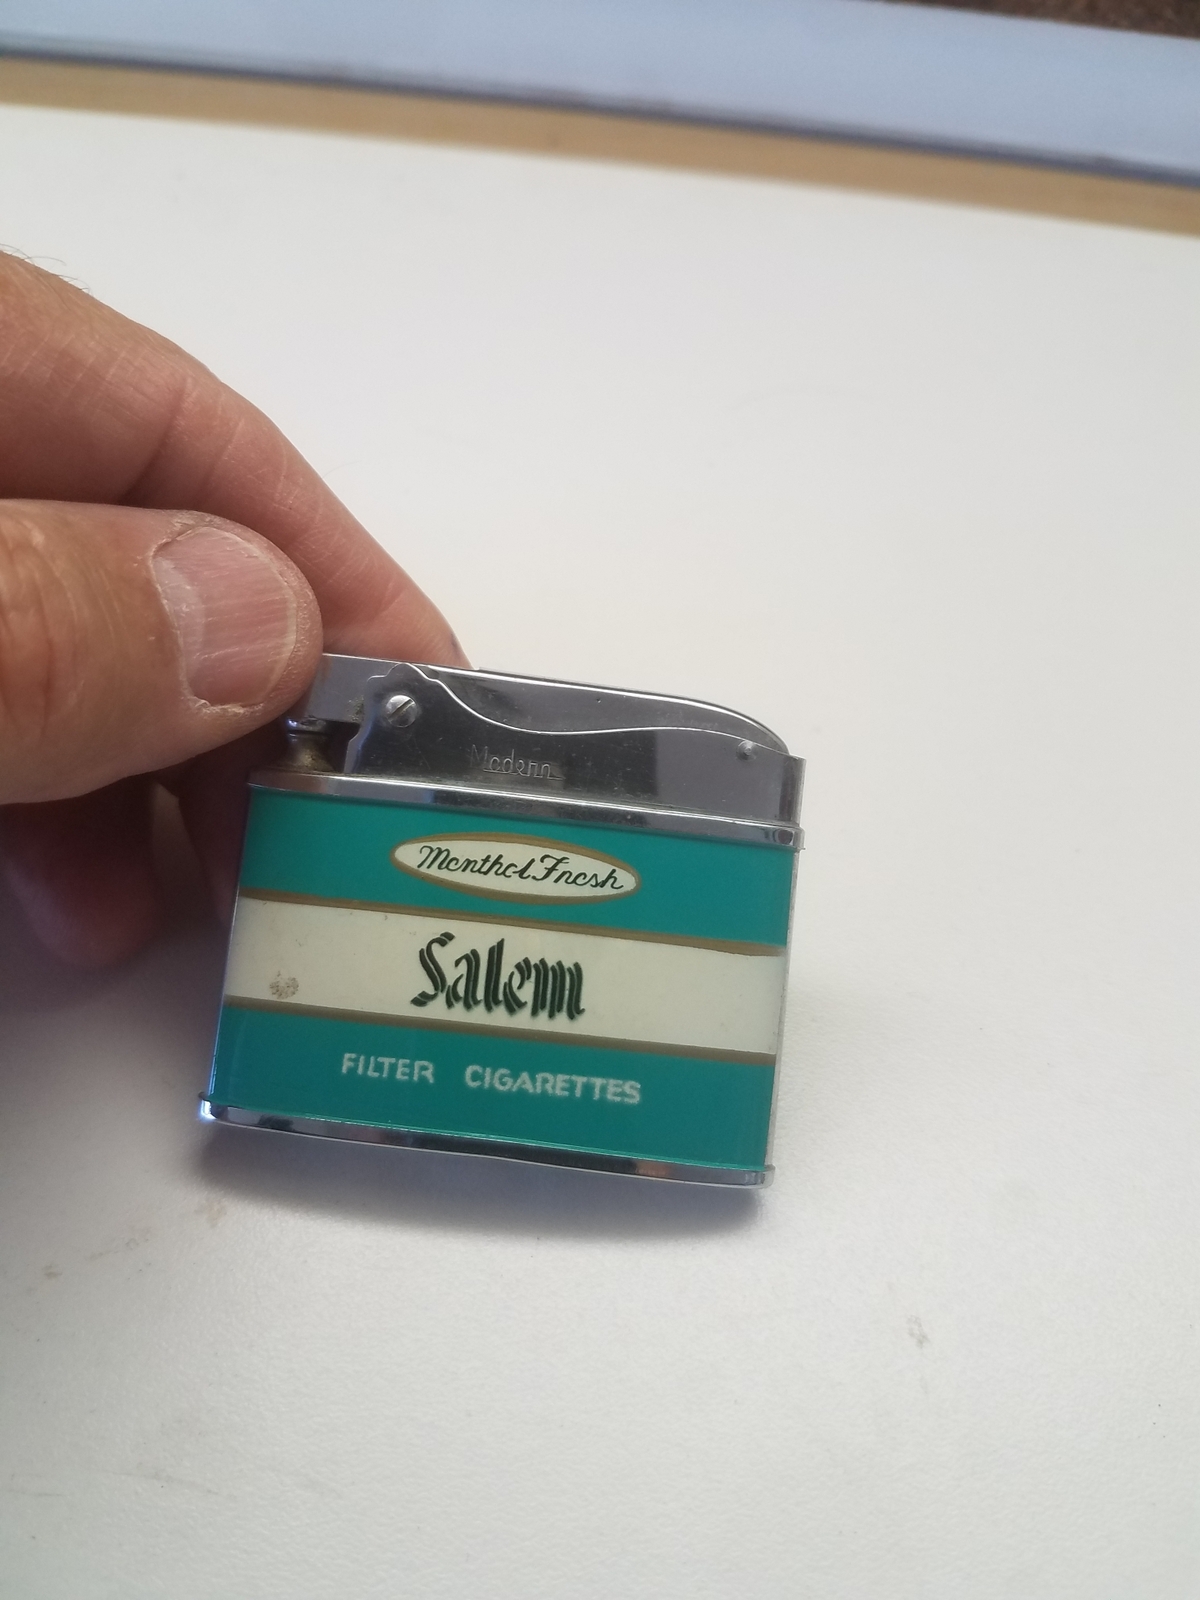 Modern
Menthol Fresh
Salem
FILTER CIGARETTES